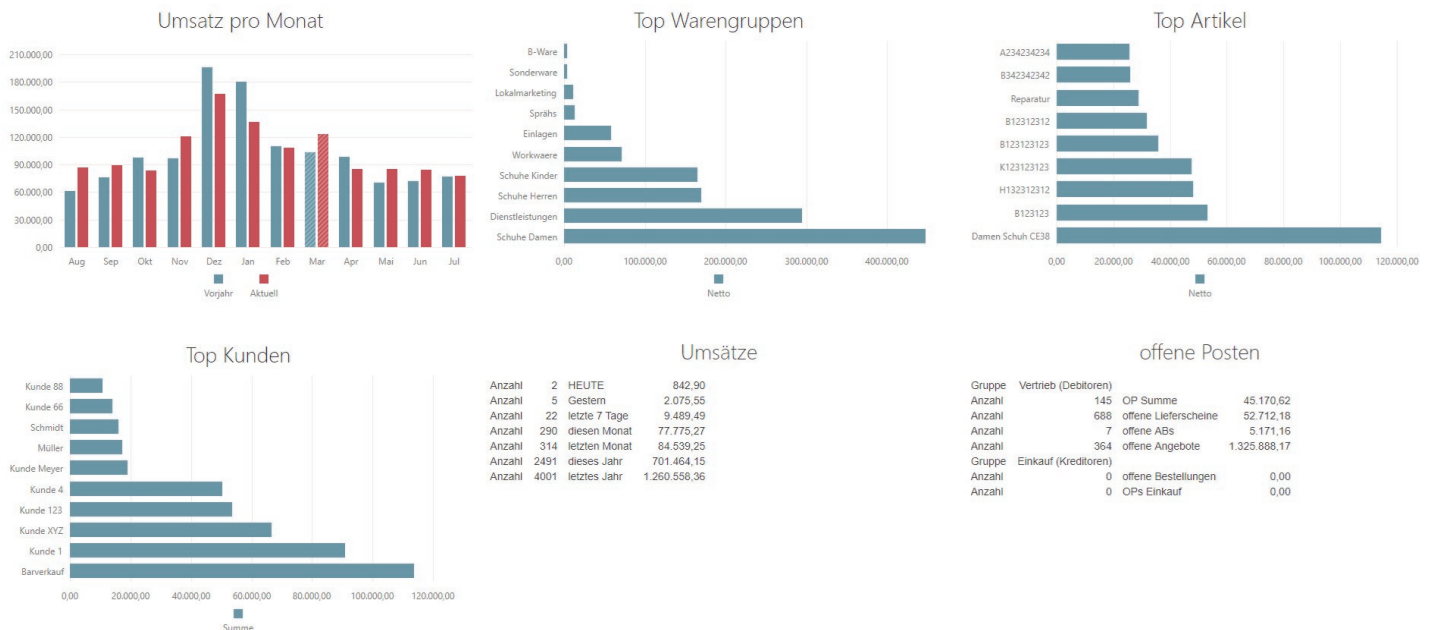 Umsatz pro Monat
210.000,00
180.000,00
150.000,00
120.000,00
90.000,00
60.000,00
30.000,00
0,00
Aug Sep Okt Nov Dez Jan Feb Mar Apr Mai Jun Jul
Vorjahr Aktuell
Top Warengruppen
B-Ware
Sonderware
Lokalmarketing
Sprähs
Einlagen
Workwaere
Schuhe Kinder
Schuhe Herren
Dienstleistungen
Schuhe Damen
0,00 100.000,00 200.000,00 300.000,00 400.000,00
Netto
Top Artikel
A234234234
B342342342
Reparatur
B12312312
B123123123
K123123123
H132312312
B123123
Damen Schuh CE38
0,00 20.000,00 40.000,00 60.000,00 80.000,00 100.000,00 120.000,00
Netto
Top Kunden
Kunde 88
Kunde 66
Schmidt
Müller
Kunde Meyer
Kunde 4
Kunde 123
Kunde XYZ
Kunde 1
Barverkauf
0,00 20.000,00 40.000,00 60.000,00 80.000,00 100.000,00 120.000,00
Summe
Umsätze
Anzahl 2 HEUTE 842,90
Anzahl 5 Gestern 2.075,55
Anzahl 22 letzte 7 Tage 9.489,49
Anzahl 290 diesen Monat 77.775,27
Anzahl 314 letzten Monat 84.539,25
Anzahl 2491 dieses Jahr 701.464,15
Anzahl 4001 letztes Jahr 1.260.558,36
offene Posten
Gruppe Vertrieb (Debitoren)
Anzahl 145 OP Summe 45.170,62
Anzahl 688 offene Lieferscheine 52.712,18
Anzahl 7 offene ABs 5.171,16
Anzahl 364 offene Angebote 1.325.888,17
Gruppe Einkauf (Kreditoren)
Anzahl 0 offene Bestellungen 0,00
Anzahl 0 OPs Einkauf 0,00